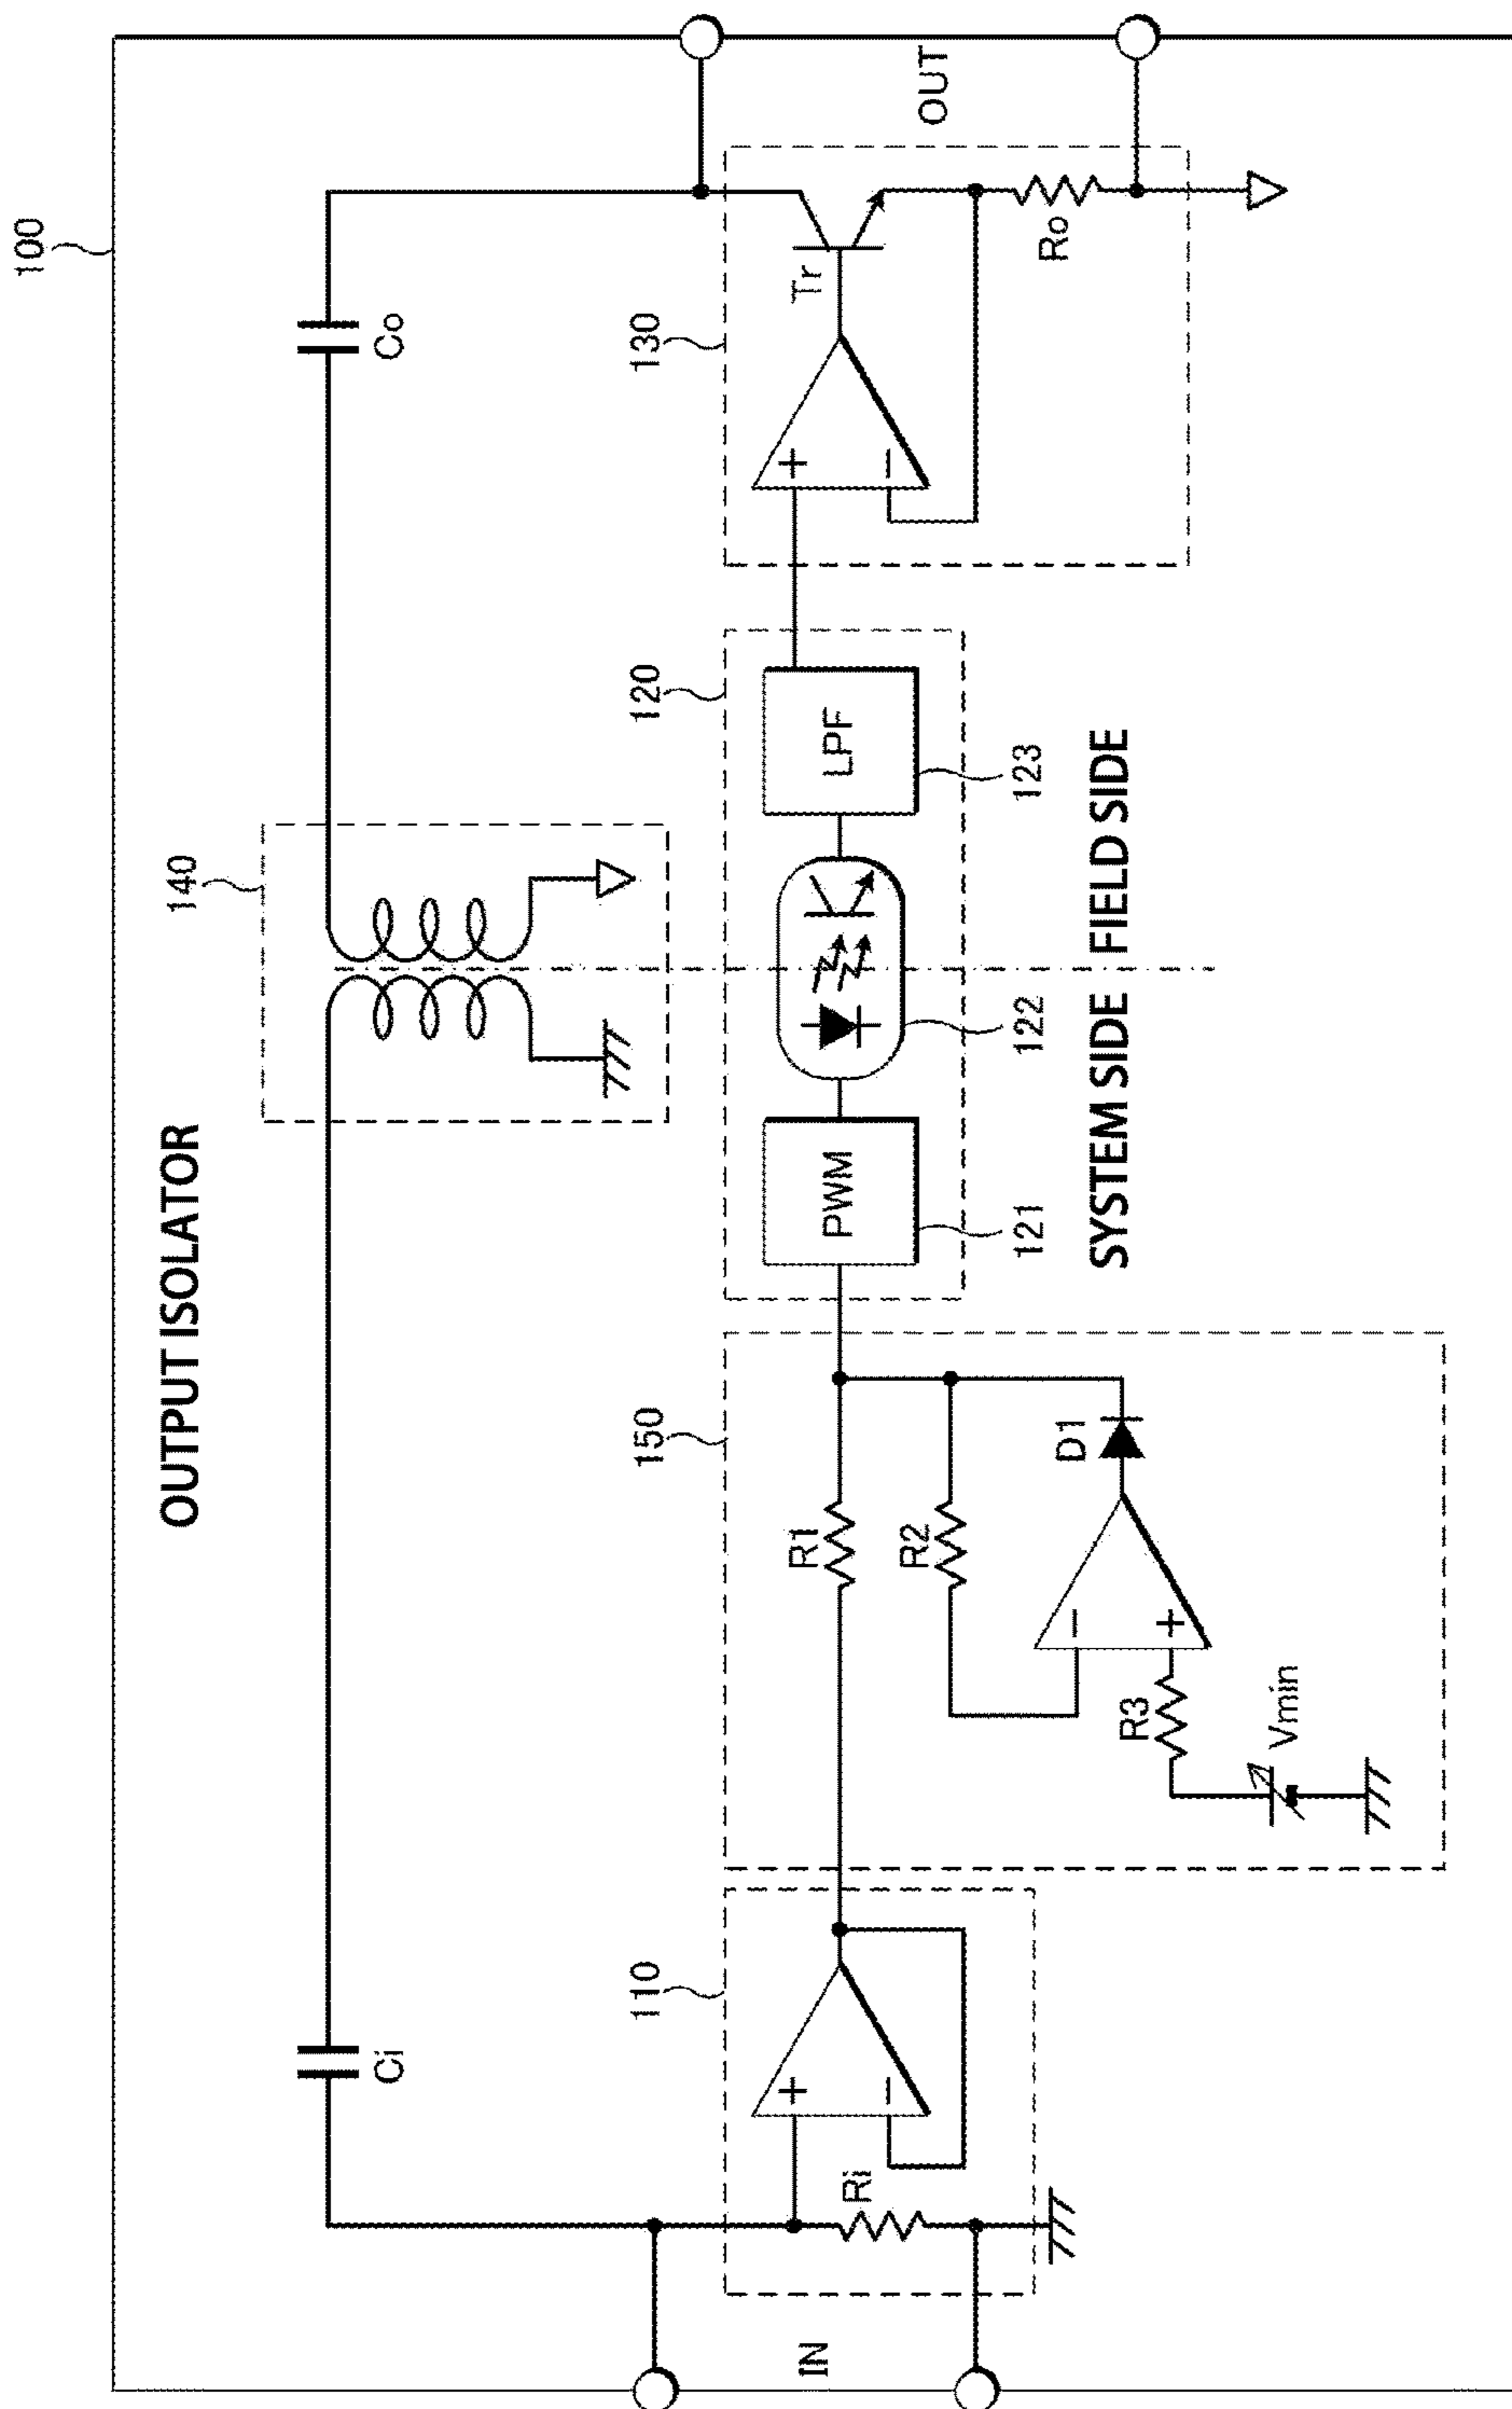 100
OUTPUT ISOLATOR
140
Ci
Co
110
150
120
130
IN
Ri
+
−
R1
R2
−
+
D1
R3
Vmin
PWM
121
122
LPF
123
+
−
Tr
Ro
OUT
SYSTEM SIDE
FIELD SIDE